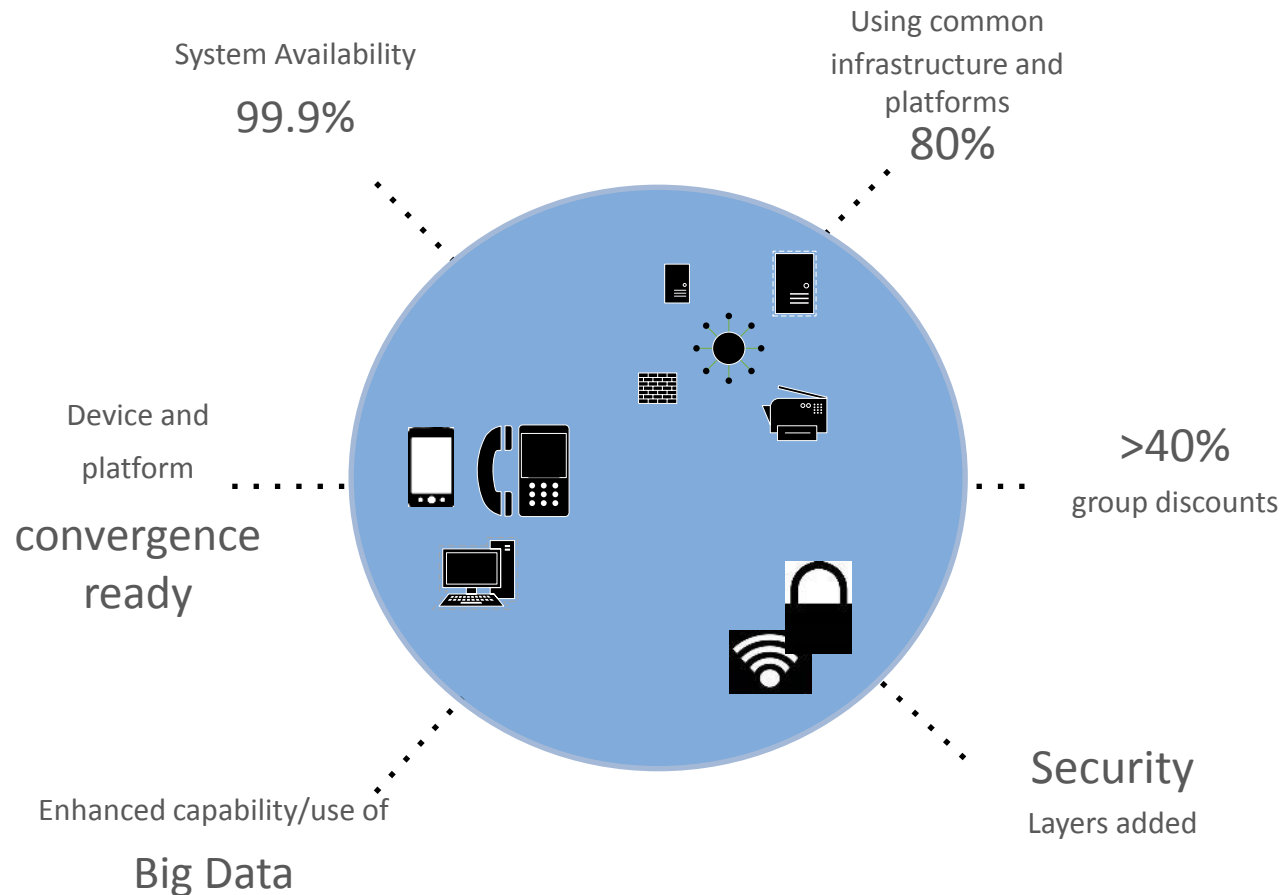 System Availability
99.9%
Using common
infrastructure and
platforms
80%
Device and
platform
convergence
ready
>40%
group discounts
Enhanced capability/use of
Big Data
Security
Layers added